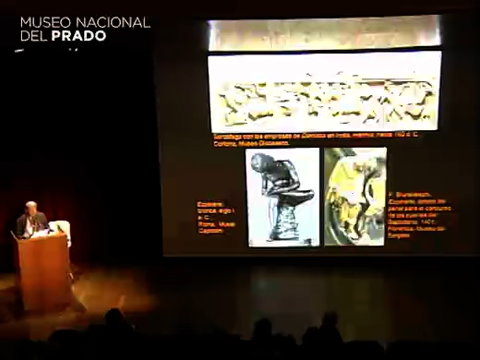 MUSEO NACIONAL
DEL PRADO
Sarcófago con las empresas de Dioniso en India, mármol, hacia 160 d. C.
Cortona, Museo Diocesano.
Espinario,
bronce, siglo I
a. C.
Roma, Musei
Capitolini
F. Brunelleschi,
Espinario, detalle del
panel para el concurso
de las puertas del
Baptisterio, 1401
Florencia, Museo del
Bargello